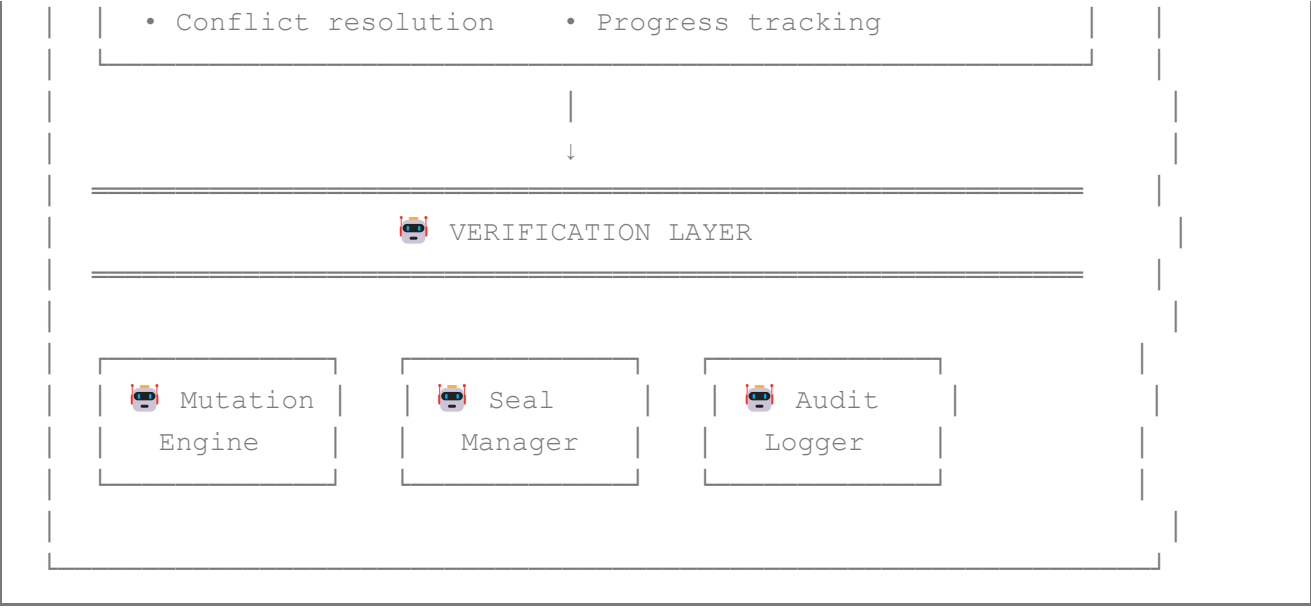 • Conflict resolution • Progress tracking
↓
🤖 VERIFICATION LAYER
🤖 Mutation 🤖 Seal 🤖 Audit
Engine Manager Logger